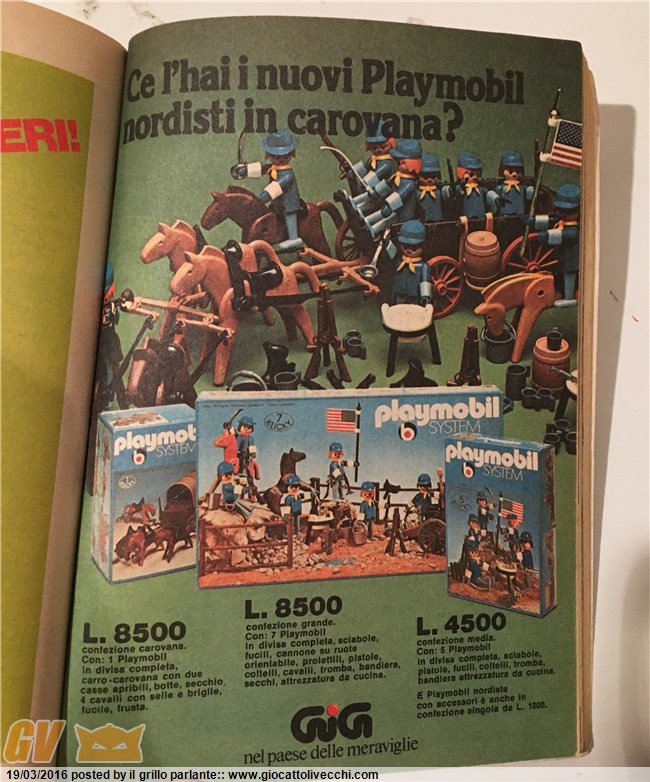 ERI!
Ce l'hai i nuovi Playmobil
nordisti in carovana?
playmobil
SYSTEM
7
KLICKY
playmobil
SYSTEM
5
playmobil
SYSTEM
L. 8500
confezione carovana.
Con: 1 Playmobil
in divisa completa,
carro-carovana con due
casse apribili, botte, secchio,
4 cavalli con selle e briglie,
fucile, frusta.
L. 8500
confezione grande.
Con: 7 Playmobil
in divisa completa, sciabole,
fucili, cannone su ruote
orientabile, proiettili, pistole,
coltelli, cavalli, tromba, bandiera,
secchi, attrezzatura da cucina.
L. 4500
confezione media.
Con: 5 Playmobil
in divisa completa, sciabole,
pistole, fucili, coltelli, tromba,
bandiera attrezzatura da cucina.
E Playmobil nordista
con accessori è anche in
confezione singola da L. 1000.
GiG
nel paese delle meraviglie
GV
19/03/2016 posted by il grillo parlante:: www.giocattolivecchi.com